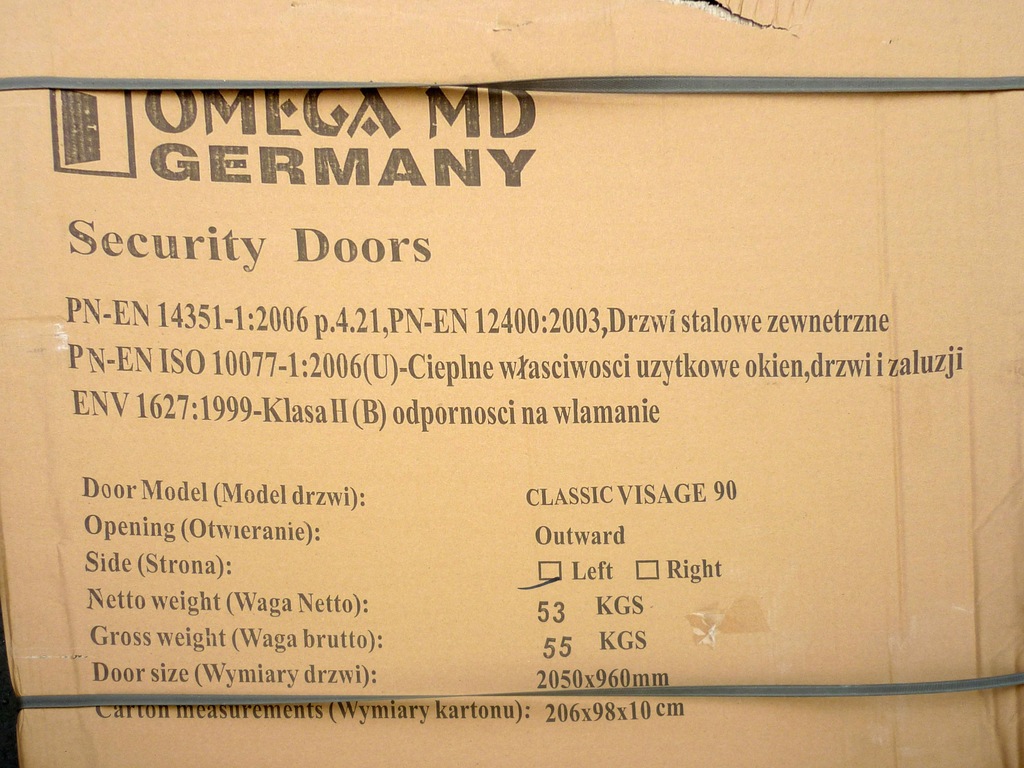 OMEGA MD
GERMANY
Security Doors
PN-EN 14351-1:2006 p.4.21,PN-EN 12400:2003,Drzwi stalowe zewnetrzne
PN-EN ISO 10077-1:2006(U)-Cieplne własciwosci uzytkowe okien,drzwi i zaluzji
ENV 1627:1999-Klasa II (B) odpornosci na wlamanie
Door Model (Model drzwi): CLASSIC VISAGE 90
Opening (Otwieranie): Outward
Side (Strona): Left Right
Netto weight (Waga Netto): 53 KGS
Gross weight (Waga brutto): 55 KGS
Door size (Wymiary drzwi): 2050x960mm
Carton measurements (Wymiary kartonu): 206x98x10 cm